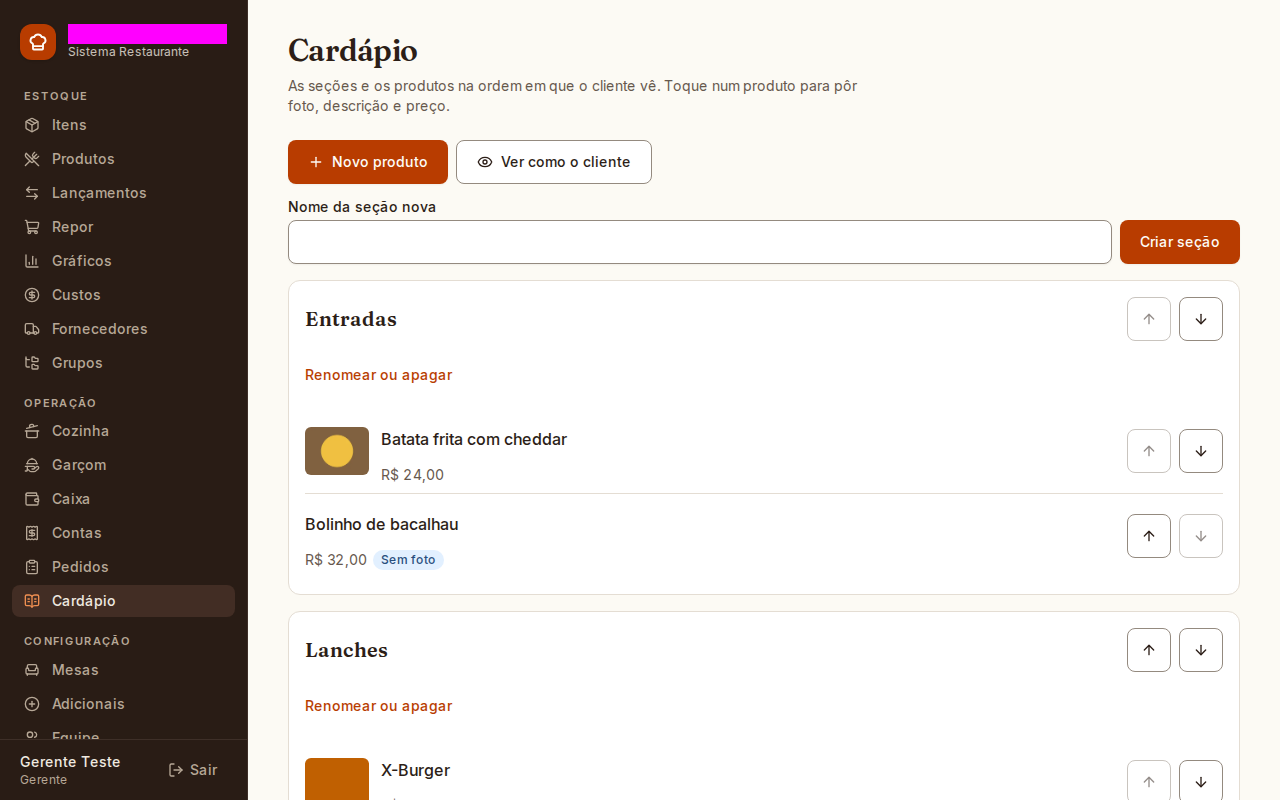 Sistema Restaurante
ESTOQUE
Itens
Produtos
Lançamentos
Repor
Gráficos
Custos
Fornecedores
Grupos
OPERAÇÃO
Cozinha
Garçom
Caixa
Contas
Pedidos
Cardápio
CONFIGURAÇÃO
Mesas
Adicionais
Equipe
Gerente Teste
Gerente
Sair
Cardápio
As seções e os produtos na ordem em que o cliente vê. Toque num produto para pôr
foto, descrição e preço.
Novo produto
Ver como o cliente
Nome da seção nova
Criar seção
Entradas
Renomear ou apagar
Batata frita com cheddar
R$ 24,00
Bolinho de bacalhau
R$ 32,00 Sem foto
Lanches
Renomear ou apagar
X-Burger